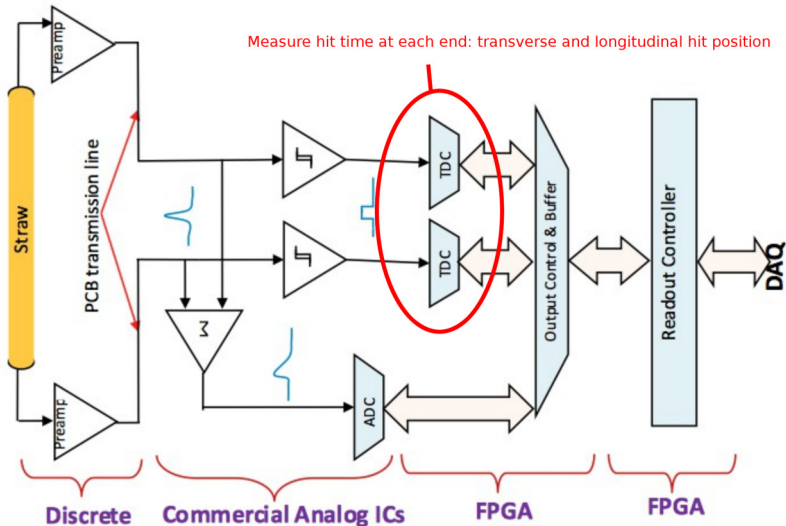 Measure hit time at each end: transverse and longitudinal hit position
Preamp
Straw
PCB transmission line
Preamp
Σ
TDC
TDC
ADC
Output Control & Buffer
Readout Controller
DAQ
Discrete
Commercial Analog ICs
FPGA
FPGA